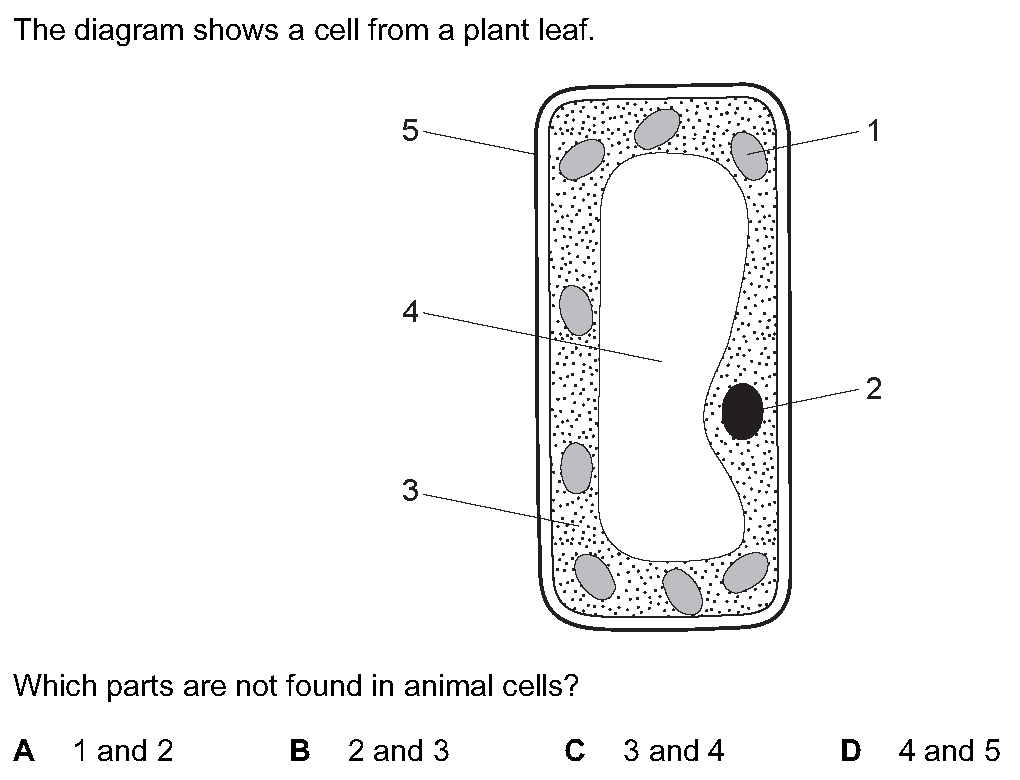 The diagram shows a cell from a plant leaf.
5
1
4
2
3
Which parts are not found in animal cells?
A 1 and 2 B 2 and 3 C 3 and 4 D 4 and 5